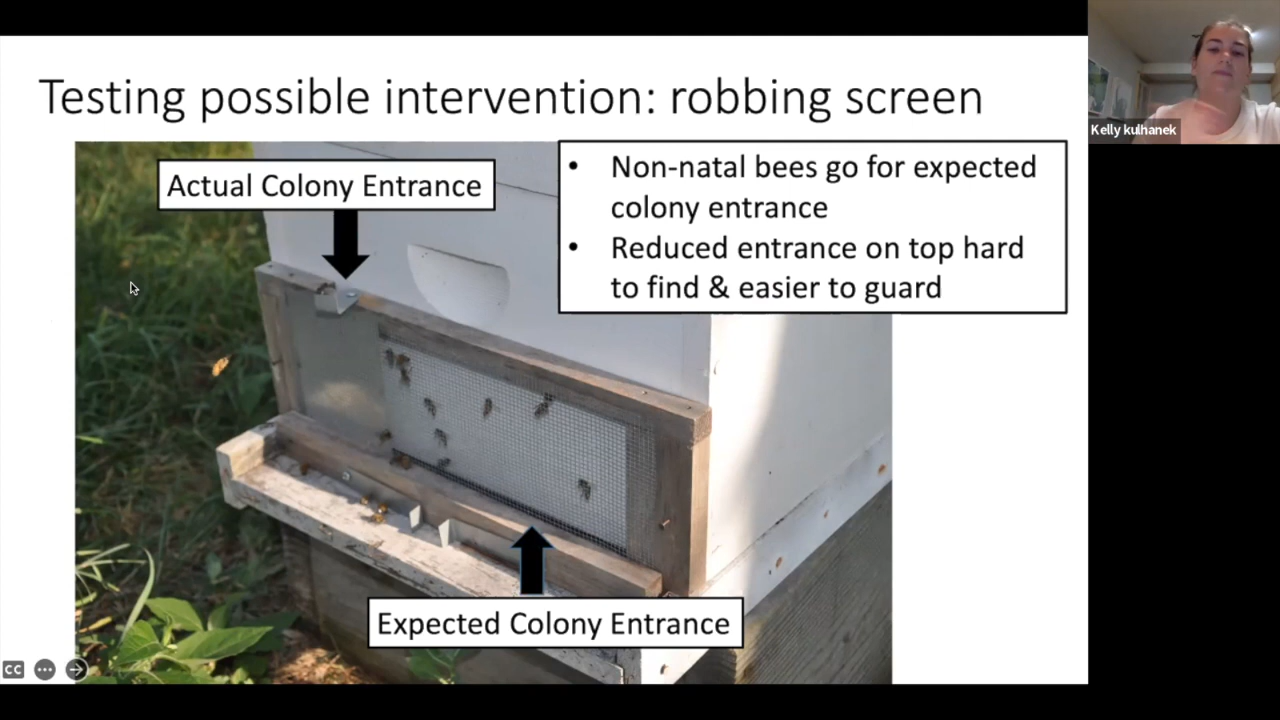 Testing possible intervention: robbing screen
Actual Colony Entrance
• Non-natal bees go for expected
colony entrance
• Reduced entrance on top hard
to find & easier to guard
Expected Colony Entrance
Kelly kulhanek
CC